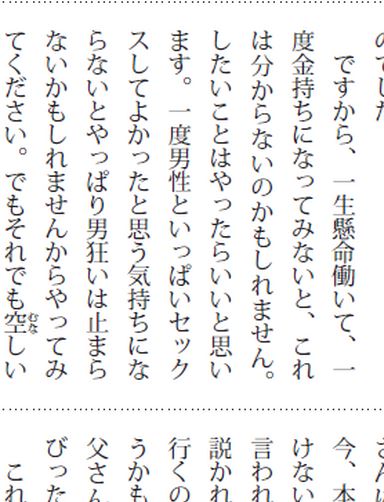 のでした
ですから、一生懸命働いて、一
度金持ちになってみないと、これ
は分からないのかもしれません。
したいことはやったらいいと思い
ます。一度男性といっぱいセック
スしてよかったと思う気持ちにな
らないとやっぱり男狂いは止まら
ないかもしれませんからやってみ
てください。でもそれでも空しい
むな
さんは
今、本
けない
言われ
説かれ
行くの
うかも
父さん
びった
これ